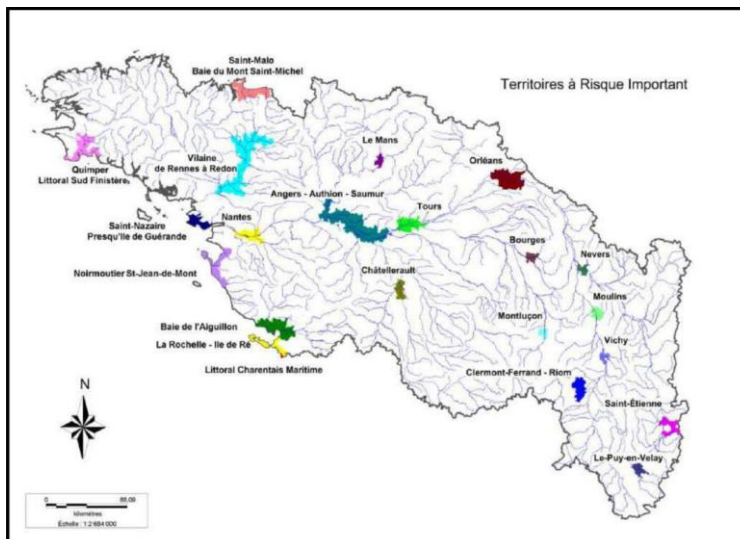 Territoires à Risque Important
Saint-Malo
Baie du Mont Saint-Michel
Le Mans
Orléans
Quimper
Littoral Sud Finistère
Vilaine
de Rennes à Redon
Angers - Authion - Saumur
Tours
Saint-Nazaire
Presqu'Ile de Guérande
Nantes
Bourges
Nevers
Noirmoutier St-Jean-de-Mont
Châtellerault
Moulins
Montluçon
Baie de l'Aiguillon
La Rochelle - Ile de Ré
Littoral Charentais Maritime
Vichy
Clermont-Ferrand - Riom
Saint-Étienne
Le-Puy-en-Velay
N
0
kilomètres
Échelle : 1:2 684 000